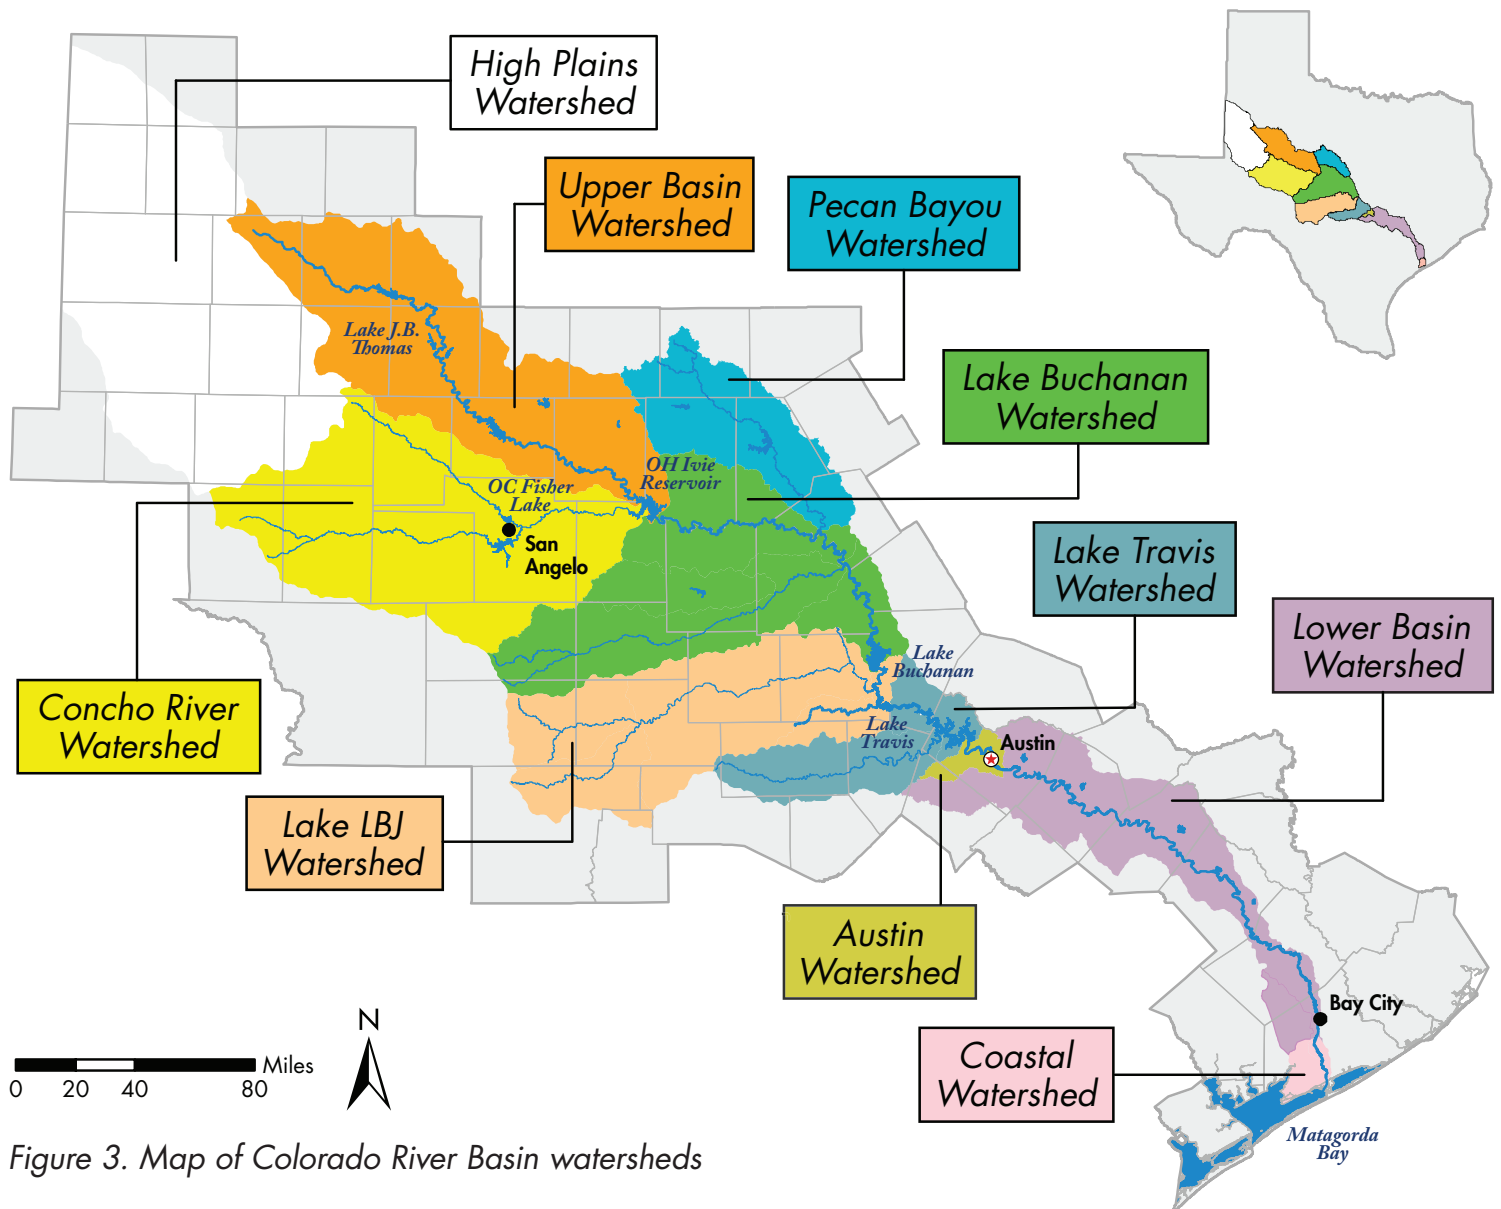 High Plains
Watershed
Upper Basin
Watershed
Pecan Bayou
Watershed
Lake Buchanan
Watershed
Lake J.B.
Thomas
OH Ivie
Reservoir
OC Fisher
Lake
San
Angelo
Lake Travis
Watershed
Lower Basin
Watershed
Lake
Buchanan
Concho River
Watershed
Lake
Travis
Austin
Lake LBJ
Watershed
Austin
Watershed
Bay City
Coastal
Watershed
N
Miles
0 20 40 80
Matagorda
Bay
Figure 3. Map of Colorado River Basin watersheds